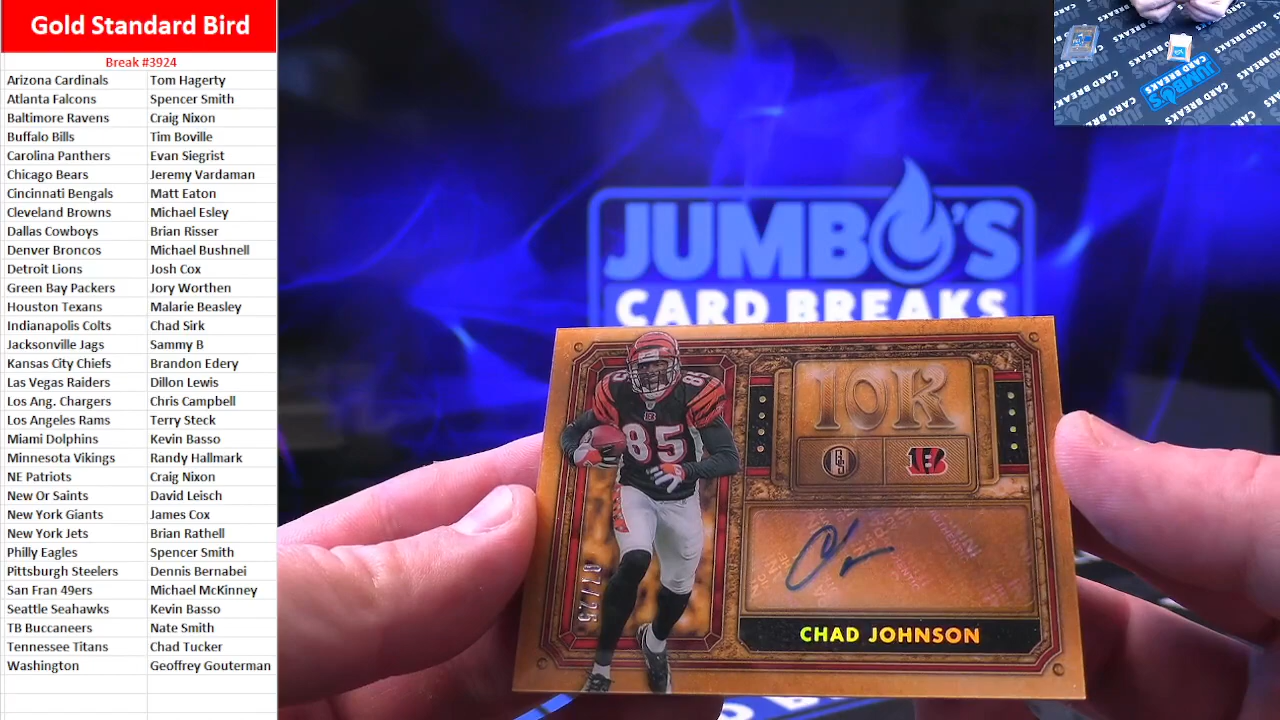 Gold Standard Bird
Break #3924
Arizona Cardinals Tom Hagerty
Atlanta Falcons Spencer Smith
Baltimore Ravens Craig Nixon
Buffalo Bills Tim Boville
Carolina Panthers Evan Siegrist
Chicago Bears Jeremy Vardaman
Cincinnati Bengals Matt Eaton
Cleveland Browns Michael Esley
Dallas Cowboys Brian Risser
Denver Broncos Michael Bushnell
Detroit Lions Josh Cox
Green Bay Packers Jory Worthen
Houston Texans Malarie Beasley
Indianapolis Colts Chad Sirk
Jacksonville Jags Sammy B
Kansas City Chiefs Brandon Edery
Las Vegas Raiders Dillon Lewis
Los Ang. Chargers Chris Campbell
Los Angeles Rams Terry Steck
Miami Dolphins Kevin Basso
Minnesota Vikings Randy Hallmark
NE Patriots Craig Nixon
New Or Saints David Leisch
New York Giants James Cox
New York Jets Brian Rathell
Philly Eagles Spencer Smith
Pittsburgh Steelers Dennis Bernabei
San Fran 49ers Michael McKinney
Seattle Seahawks Kevin Basso
TB Buccaneers Nate Smith
Tennessee Titans Chad Tucker
Washington Geoffrey Gouterman
JUMBO'S
CARD BREAKS
JUMBO'S
CARD BREAKS
85
85
10K
GS
B
CHAD JOHNSON